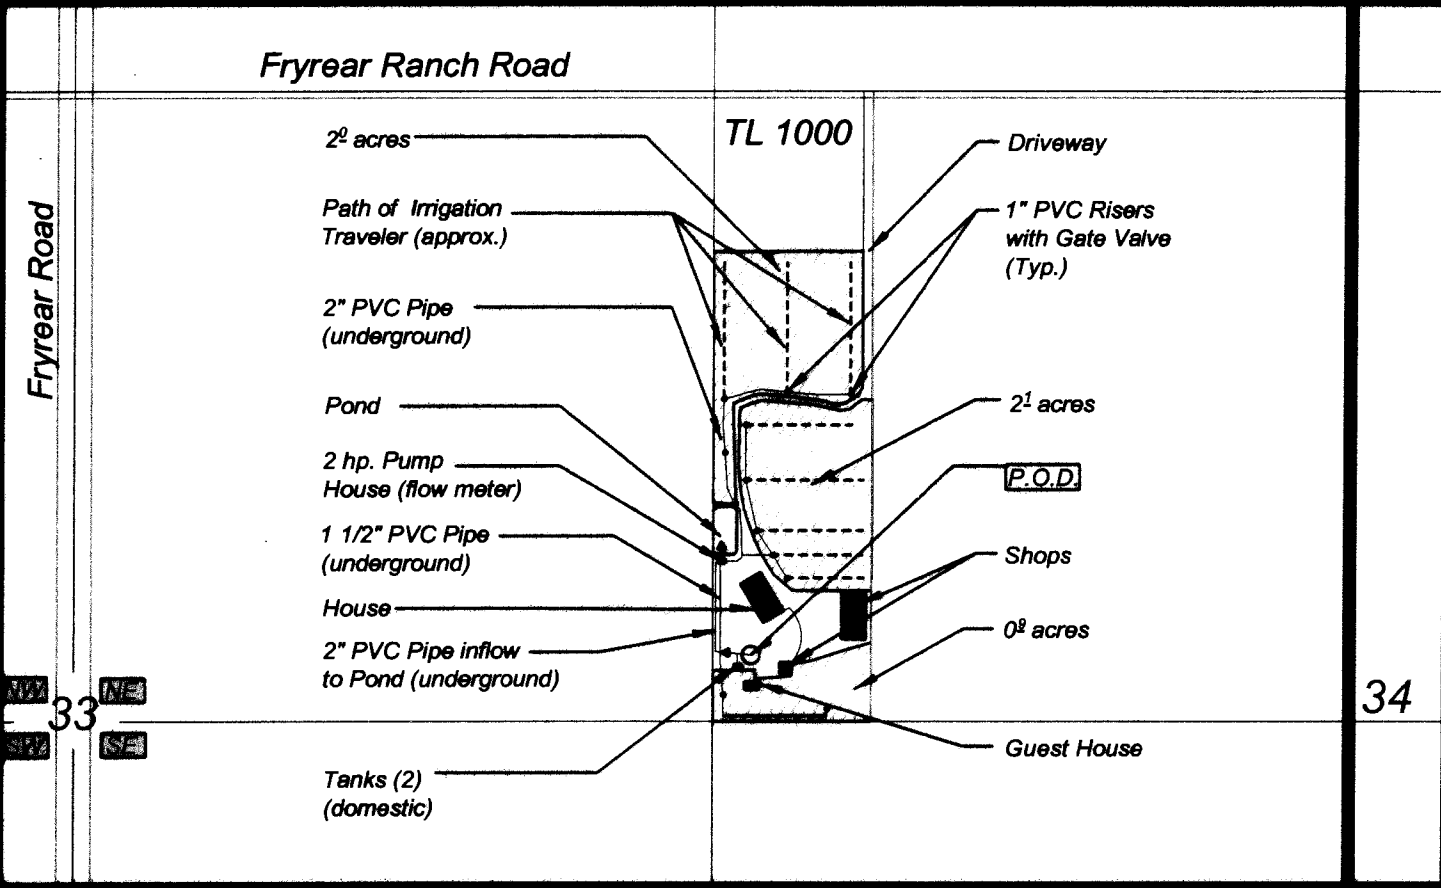 Fryrear Ranch Road
TL 1000
2⁰ acres
Driveway
Path of Irrigation
Traveler (approx.)
1" PVC Risers
with Gate Valve
(Typ.)
Fryrear Road
2" PVC Pipe
(underground)
Pond
2¹ acres
2 hp. Pump
House (flow meter)
P.O.D.
1 1/2" PVC Pipe
(underground)
Shops
House
0⁹ acres
2" PVC Pipe inflow
to Pond (underground)
NW NE
33
34
SW SE
Guest House
Tanks (2)
(domestic)